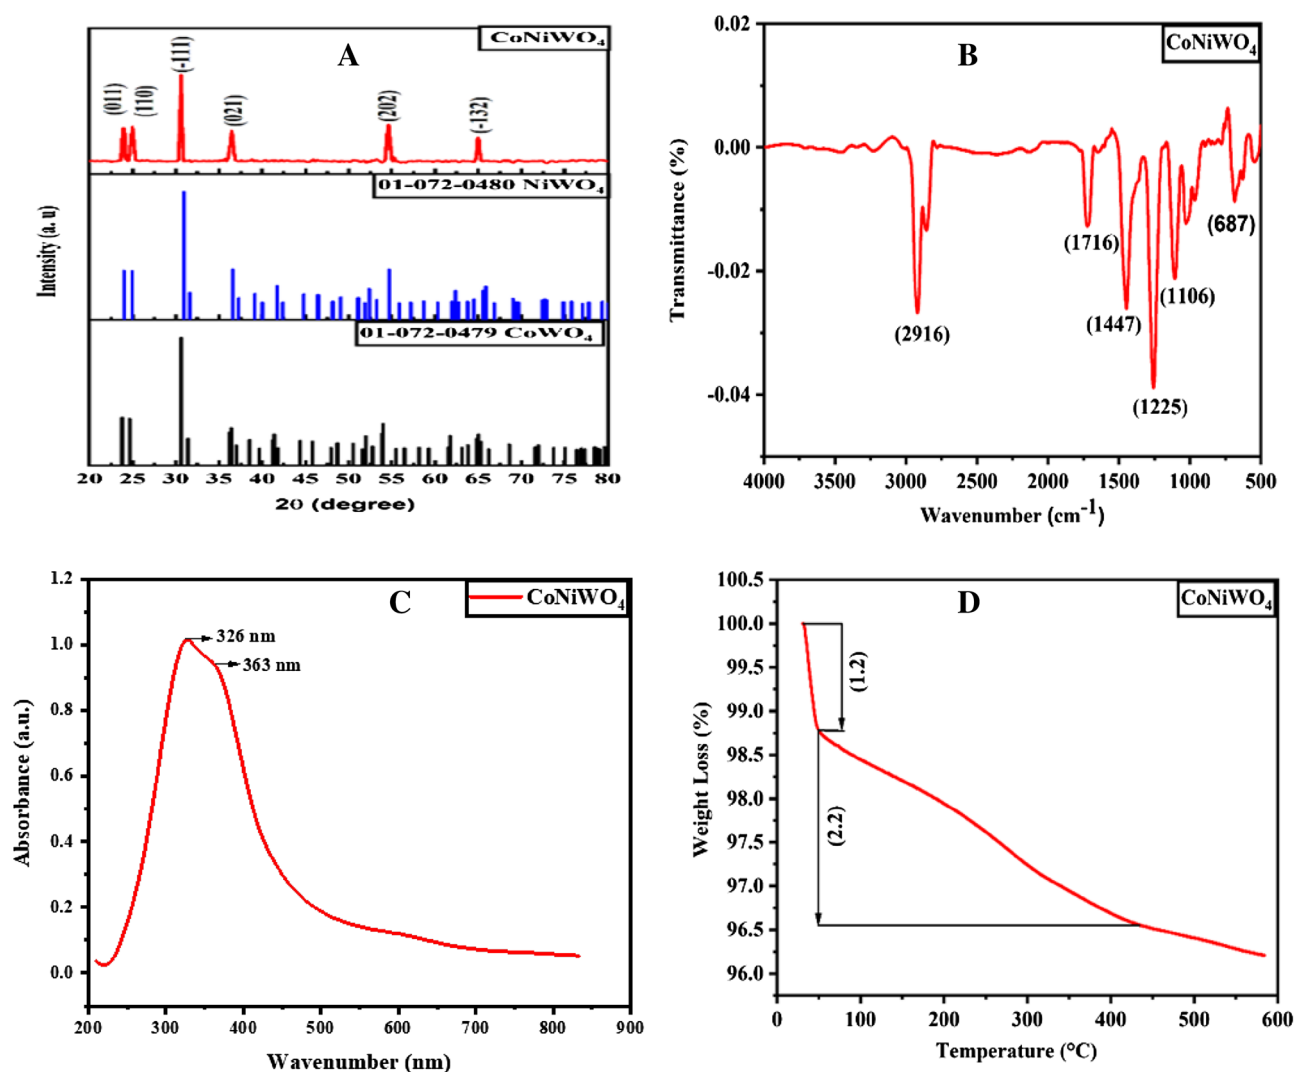 CoNiWO4
A
(011)
(110)
(-111)
(021)
(202)
(-132)
01-072-0480 NiWO4
01-072-0479 CoWO4
Intensity (a. u)
20 25 30 35 40 45 50 55 60 65 70 75 80
2θ (degree)
CoNiWO4
B
0.02
0.00
-0.02
-0.04
Transmittance (%)
(2916)
(1716)
(1447)
(1225)
(1106)
(687)
4000 3500 3000 2500 2000 1500 1000 500
Wavenumber (cm-1)
CoNiWO4
C
1.2
1.0
0.8
0.6
0.4
0.2
0.0
Absorbance (a.u.)
326 nm
363 nm
200 300 400 500 600 700 800 900
Wavenumber (nm)
CoNiWO4
D
100.5
100.0
99.5
99.0
98.5
98.0
97.5
97.0
96.5
96.0
Weight Loss (%)
(1.2)
(2.2)
0 100 200 300 400 500 600
Temperature (°C)